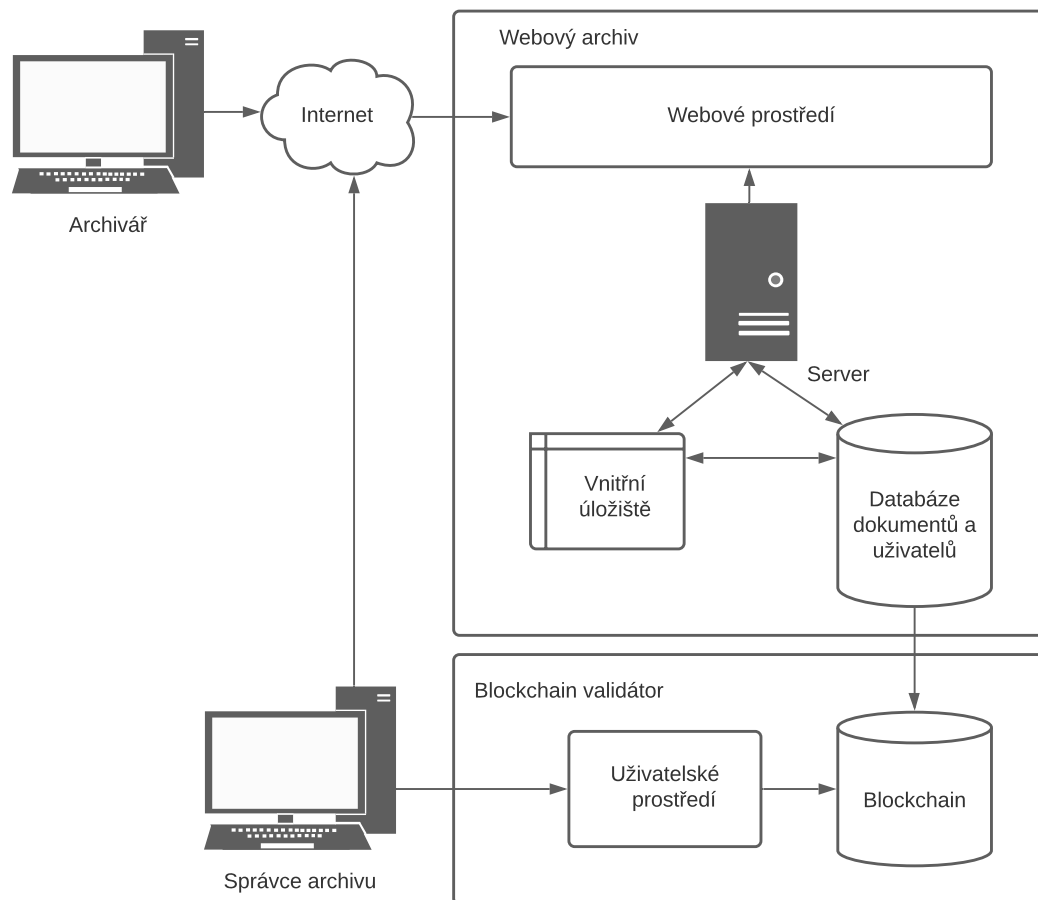 Webový archiv
Internet
Webové prostředí
Archivář
Server
Vnitřní
úložiště
Databáze
dokumentů a
uživatelů
Blockchain validátor
Uživatelské
prostředí
Blockchain
Správce archivu